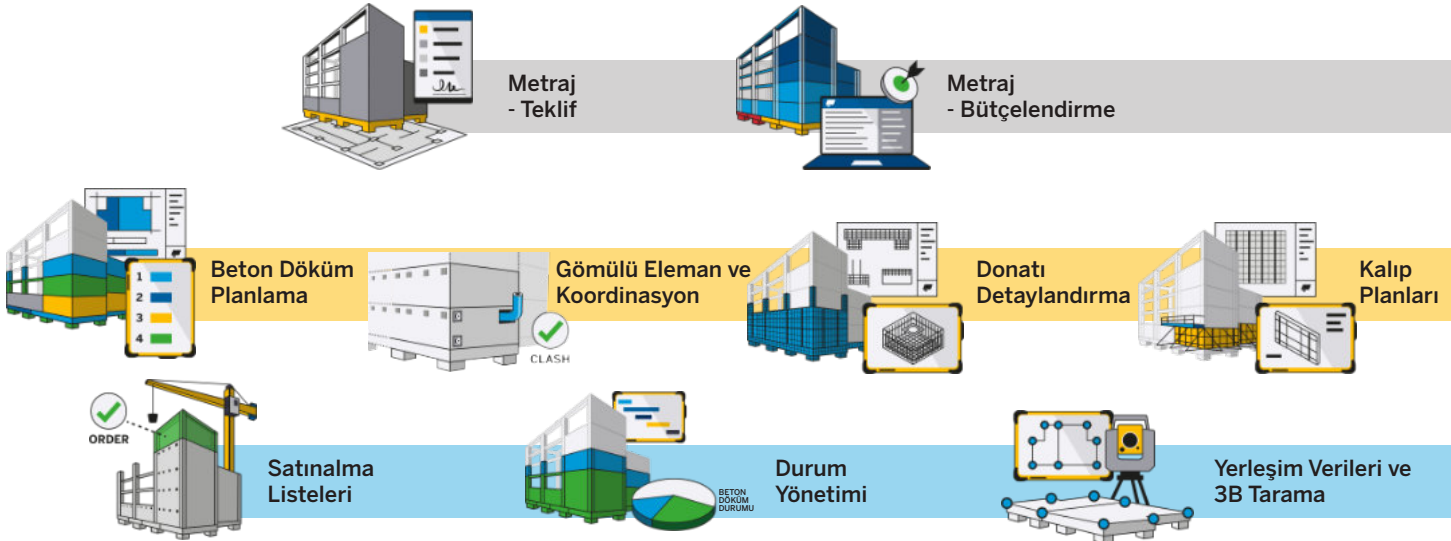 Metraj
- Teklif
Metraj
- Bütçelendirme
1
2
3
4
Beton Döküm
Planlama
CLASH
Gömülü Eleman ve
Koordinasyon
Donatı
Detaylandırma
Kalıp
Planları
ORDER
Satınalma
Listeleri
BETON
DÖKÜM
DURUMU
Durum
Yönetimi
Yerleşim Verileri ve
3B Tarama